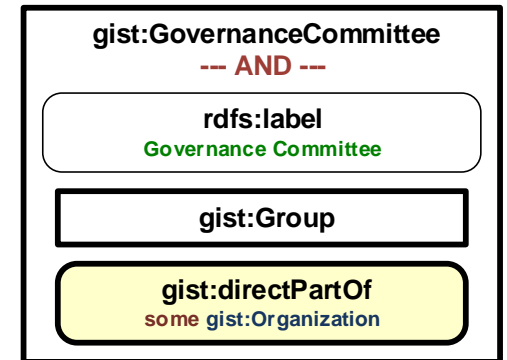 gist:GovernanceCommittee
--- AND ---
rdfs:label
Governance Committee
gist:Group
gist:directPartOf
some gist:Organization